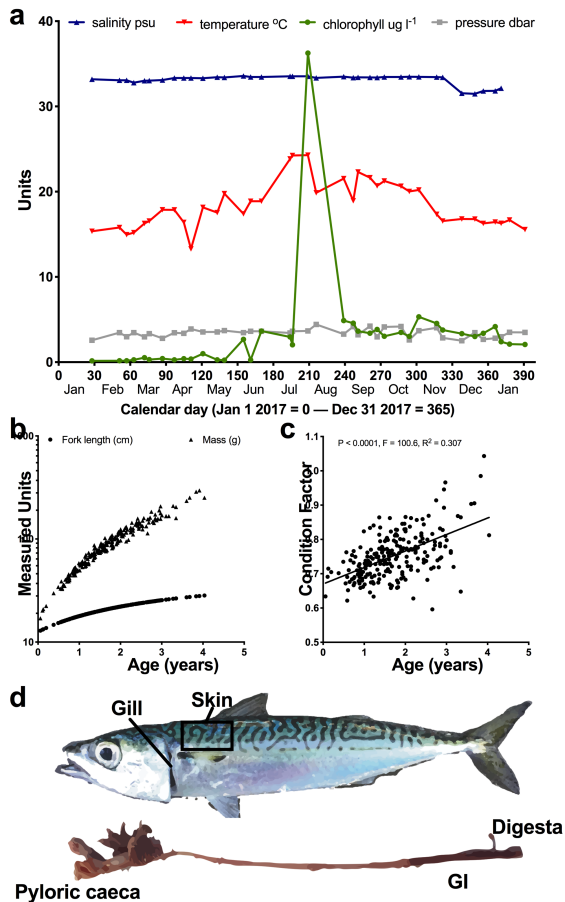 a
salinity psu temperature ºC chlorophyll ug l-1 pressure dbar
40
30
20
10
0
Units
0 30 60 90 120 150 180 210 240 270 300 330 360 390
Jan Feb Mar Apr May Jun Jul Aug Sep Oct Nov Dec Jan
Calendar day (Jan 1 2017 = 0 — Dec 31 2017 = 365)
b
Fork length (cm) Mass (g)
1000
100
10
Measured Units
0 1 2 3 4 5
Age (years)
c
P < 0.0001, F = 100.6, R2 = 0.307
1.1
1.0
0.9
0.8
0.7
0.6
0.5
Condition Factor
0 1 2 3 4 5
Age (years)
d
Skin
Gill
Digesta
GI
Pyloric caeca